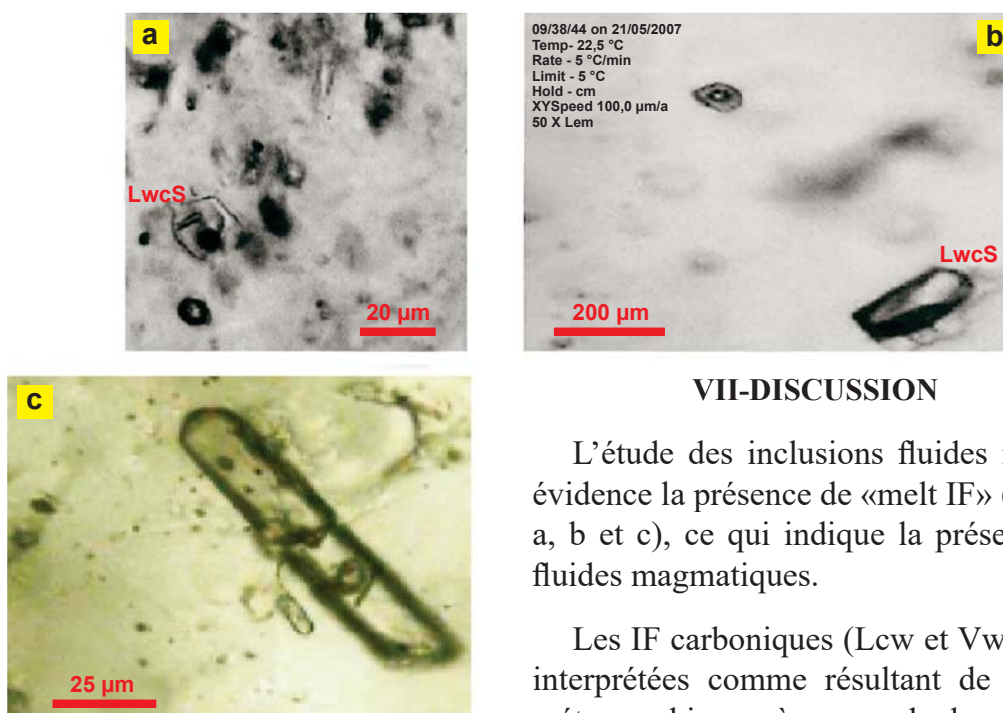 a
LwcS
20 µm
b
09/38/44 on 21/05/2007
Temp- 22,5 °C
Rate - 5 °C/min
Limit - 5 °C
Hold - cm
XYSpeed 100,0 µm/a
50 X Lem
LwcS
200 µm
c
25 µm
VII-DISCUSSION
L’étude des inclusions fluides
évidence la présence de «melt IF»
a, b et c), ce qui indique la
fluides magmatiques.
Les IF carboniques (Lcw et
interprétées comme résultant de